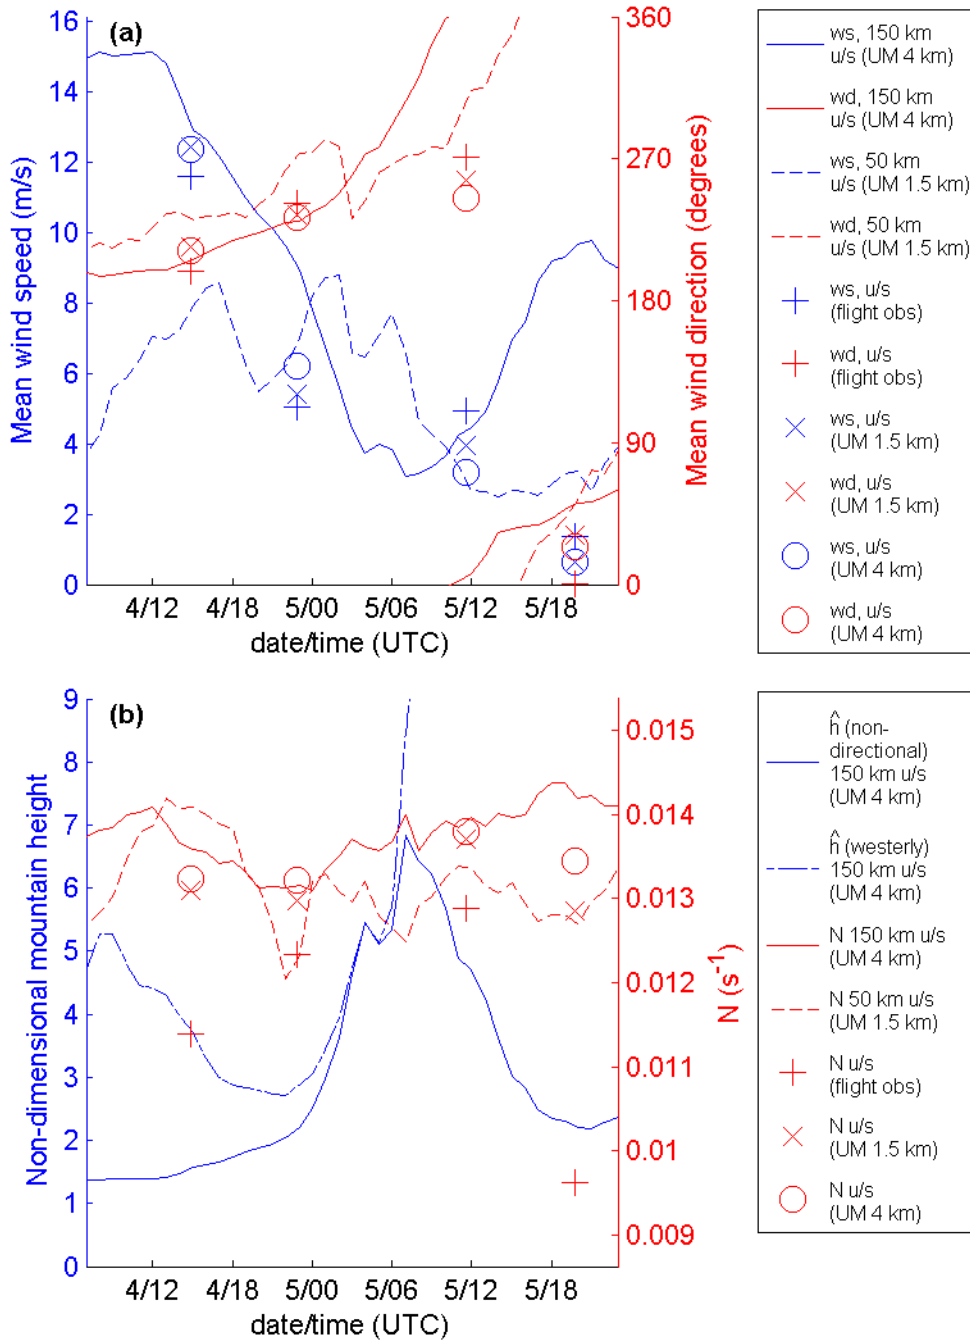 (a)
16
14
12
10
8
6
4
2
0
Mean wind speed (m/s)
360
270
180
90
0
Mean wind direction (degrees)
4/12 4/18 5/00 5/06 5/12 5/18
date/time (UTC)
ws, 150 km
u/s (UM 4 km)
wd, 150 km
u/s (UM 4 km)
ws, 50 km
u/s (UM 1.5 km)
wd, 50 km
u/s (UM 1.5 km)
ws, u/s
(flight obs)
wd, u/s
(flight obs)
ws, u/s
(UM 1.5 km)
wd, u/s
(UM 1.5 km)
ws, u/s
(UM 4 km)
wd, u/s
(UM 4 km)
(b)
9
8
7
6
5
4
3
2
1
0
Non-dimensional mountain height
0.015
0.014
0.013
0.012
0.011
0.01
0.009
N (s⁻¹)
4/12 4/18 5/00 5/06 5/12 5/18
date/time (UTC)
ĥ (non-
directional)
150 km u/s
(UM 4 km)
ĥ (westerly)
150 km u/s
(UM 4 km)
N 150 km u/s
(UM 4 km)
N 50 km u/s
(UM 1.5 km)
N u/s
(flight obs)
N u/s
(UM 1.5 km)
N u/s
(UM 4 km)